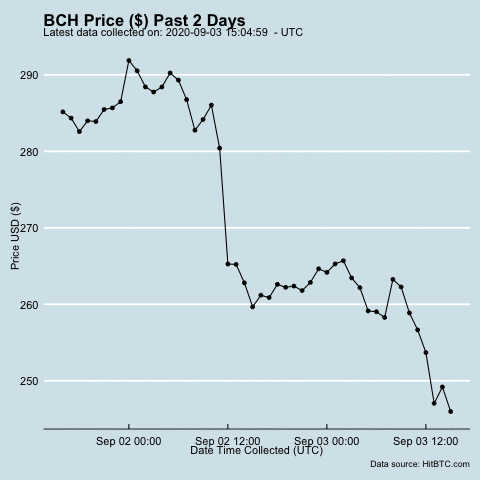 BCH Price ($) Past 2 Days
Latest data collected on: 2020-09-03 15:04:59  - UTC
290
280
270
260
250
Price USD ($)
Sep 02 00:00 Sep 02 12:00 Sep 03 00:00 Sep 03 12:00
Date Time Collected (UTC)
Data source: HitBTC.com